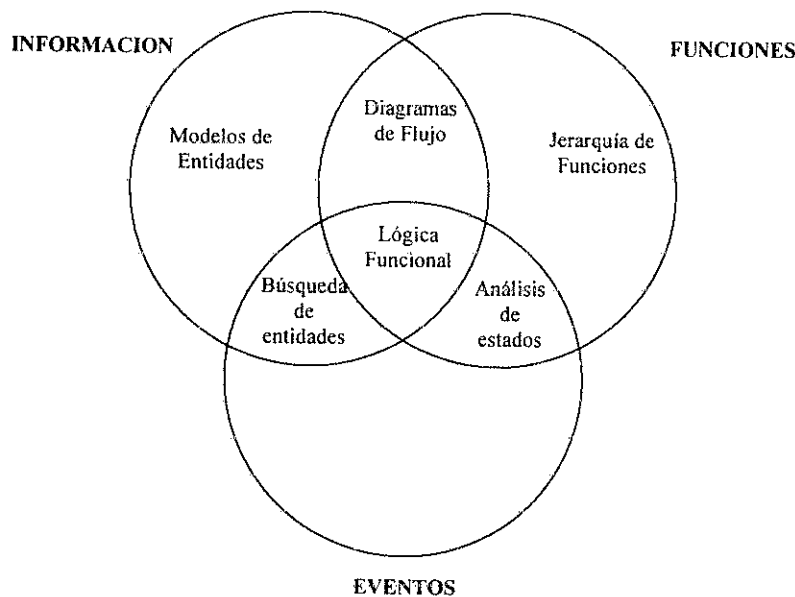 INFORMACION
FUNCIONES
Modelos de
Entidades
Diagramas
de Flujo
Jerarquía de
Funciones
Lógica
Funcional
Búsqueda
de
entidades
Análisis
de
estados
EVENTOS